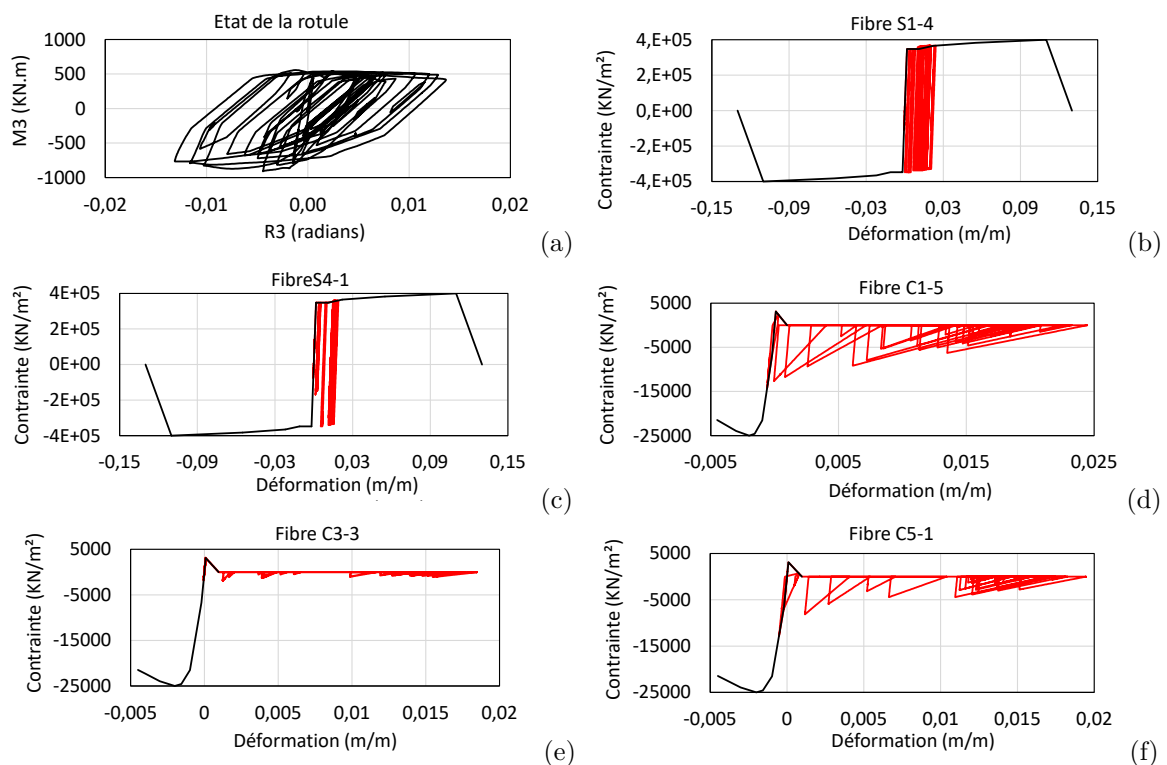 Etat de la rotule
M3 (KN.m)
1000
500
0
-500
-1000
-0,02
-0,01
0,00
0,01
0,02
R3 (radians)
(a)
Fibre S1-4
Contrainte (KN/m²)
4,E+05
2,E+05
0,E+00
-2,E+05
-4,E+05
-0,15
-0,09
-0,03
0,03
0,09
0,15
Déformation (m/m)
(b)
FibreS4-1
Contrainte (KN/m²)
4E+05
2E+05
0E+00
-2E+05
-4E+05
-0,15
-0,09
-0,03
0,03
0,09
0,15
Déformation (m/m)
(c)
Fibre C1-5
Contrainte (KN/m²)
5000
-5000
-15000
-25000
-0,005
0,005
0,015
0,025
Déformation (m/m)
(d)
Fibre C3-3
Contrainte (KN/m²)
5000
-5000
-15000
-25000
-0,005
0
0,005
0,01
0,015
0,02
Déformation (m/m)
(e)
Fibre C5-1
Contrainte (KN/m²)
5000
-5000
-15000
-25000
-0,005
0
0,005
0,01
0,015
0,02
Déformation (m/m)
(f)